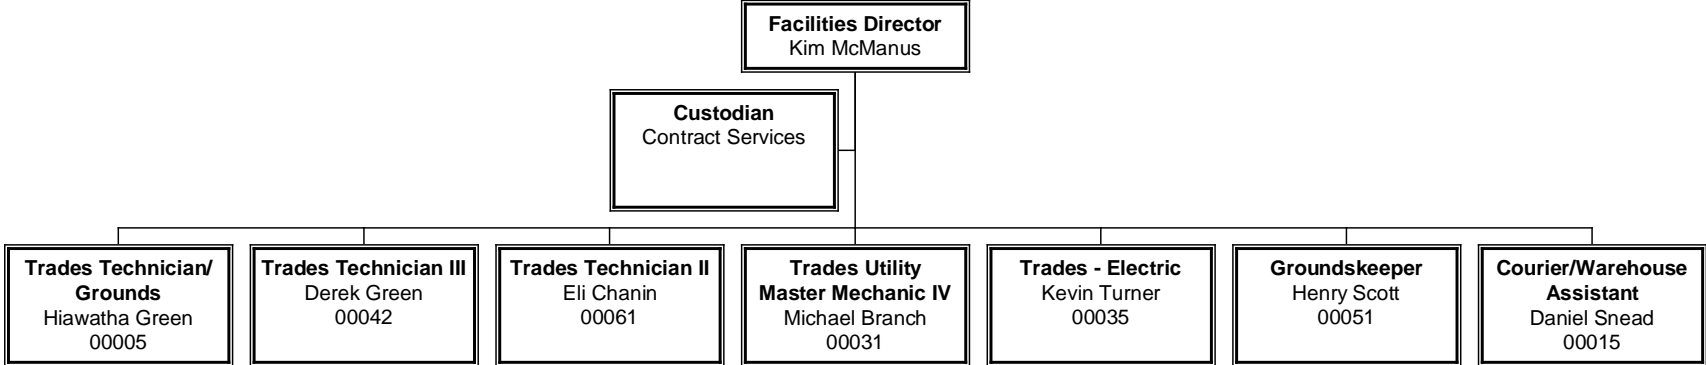 Facilities Director
Kim McManus
Custodian
Contract Services
Trades Technician/
Grounds
Hiawatha Green
00005
Trades Technician III
Derek Green
00042
Trades Technician II
Eli Chanin
00061
Trades Utility
Master Mechanic IV
Michael Branch
00031
Trades - Electric
Kevin Turner
00035
Groundskeeper
Henry Scott
00051
Courier/Warehouse
Assistant
Daniel Snead
00015